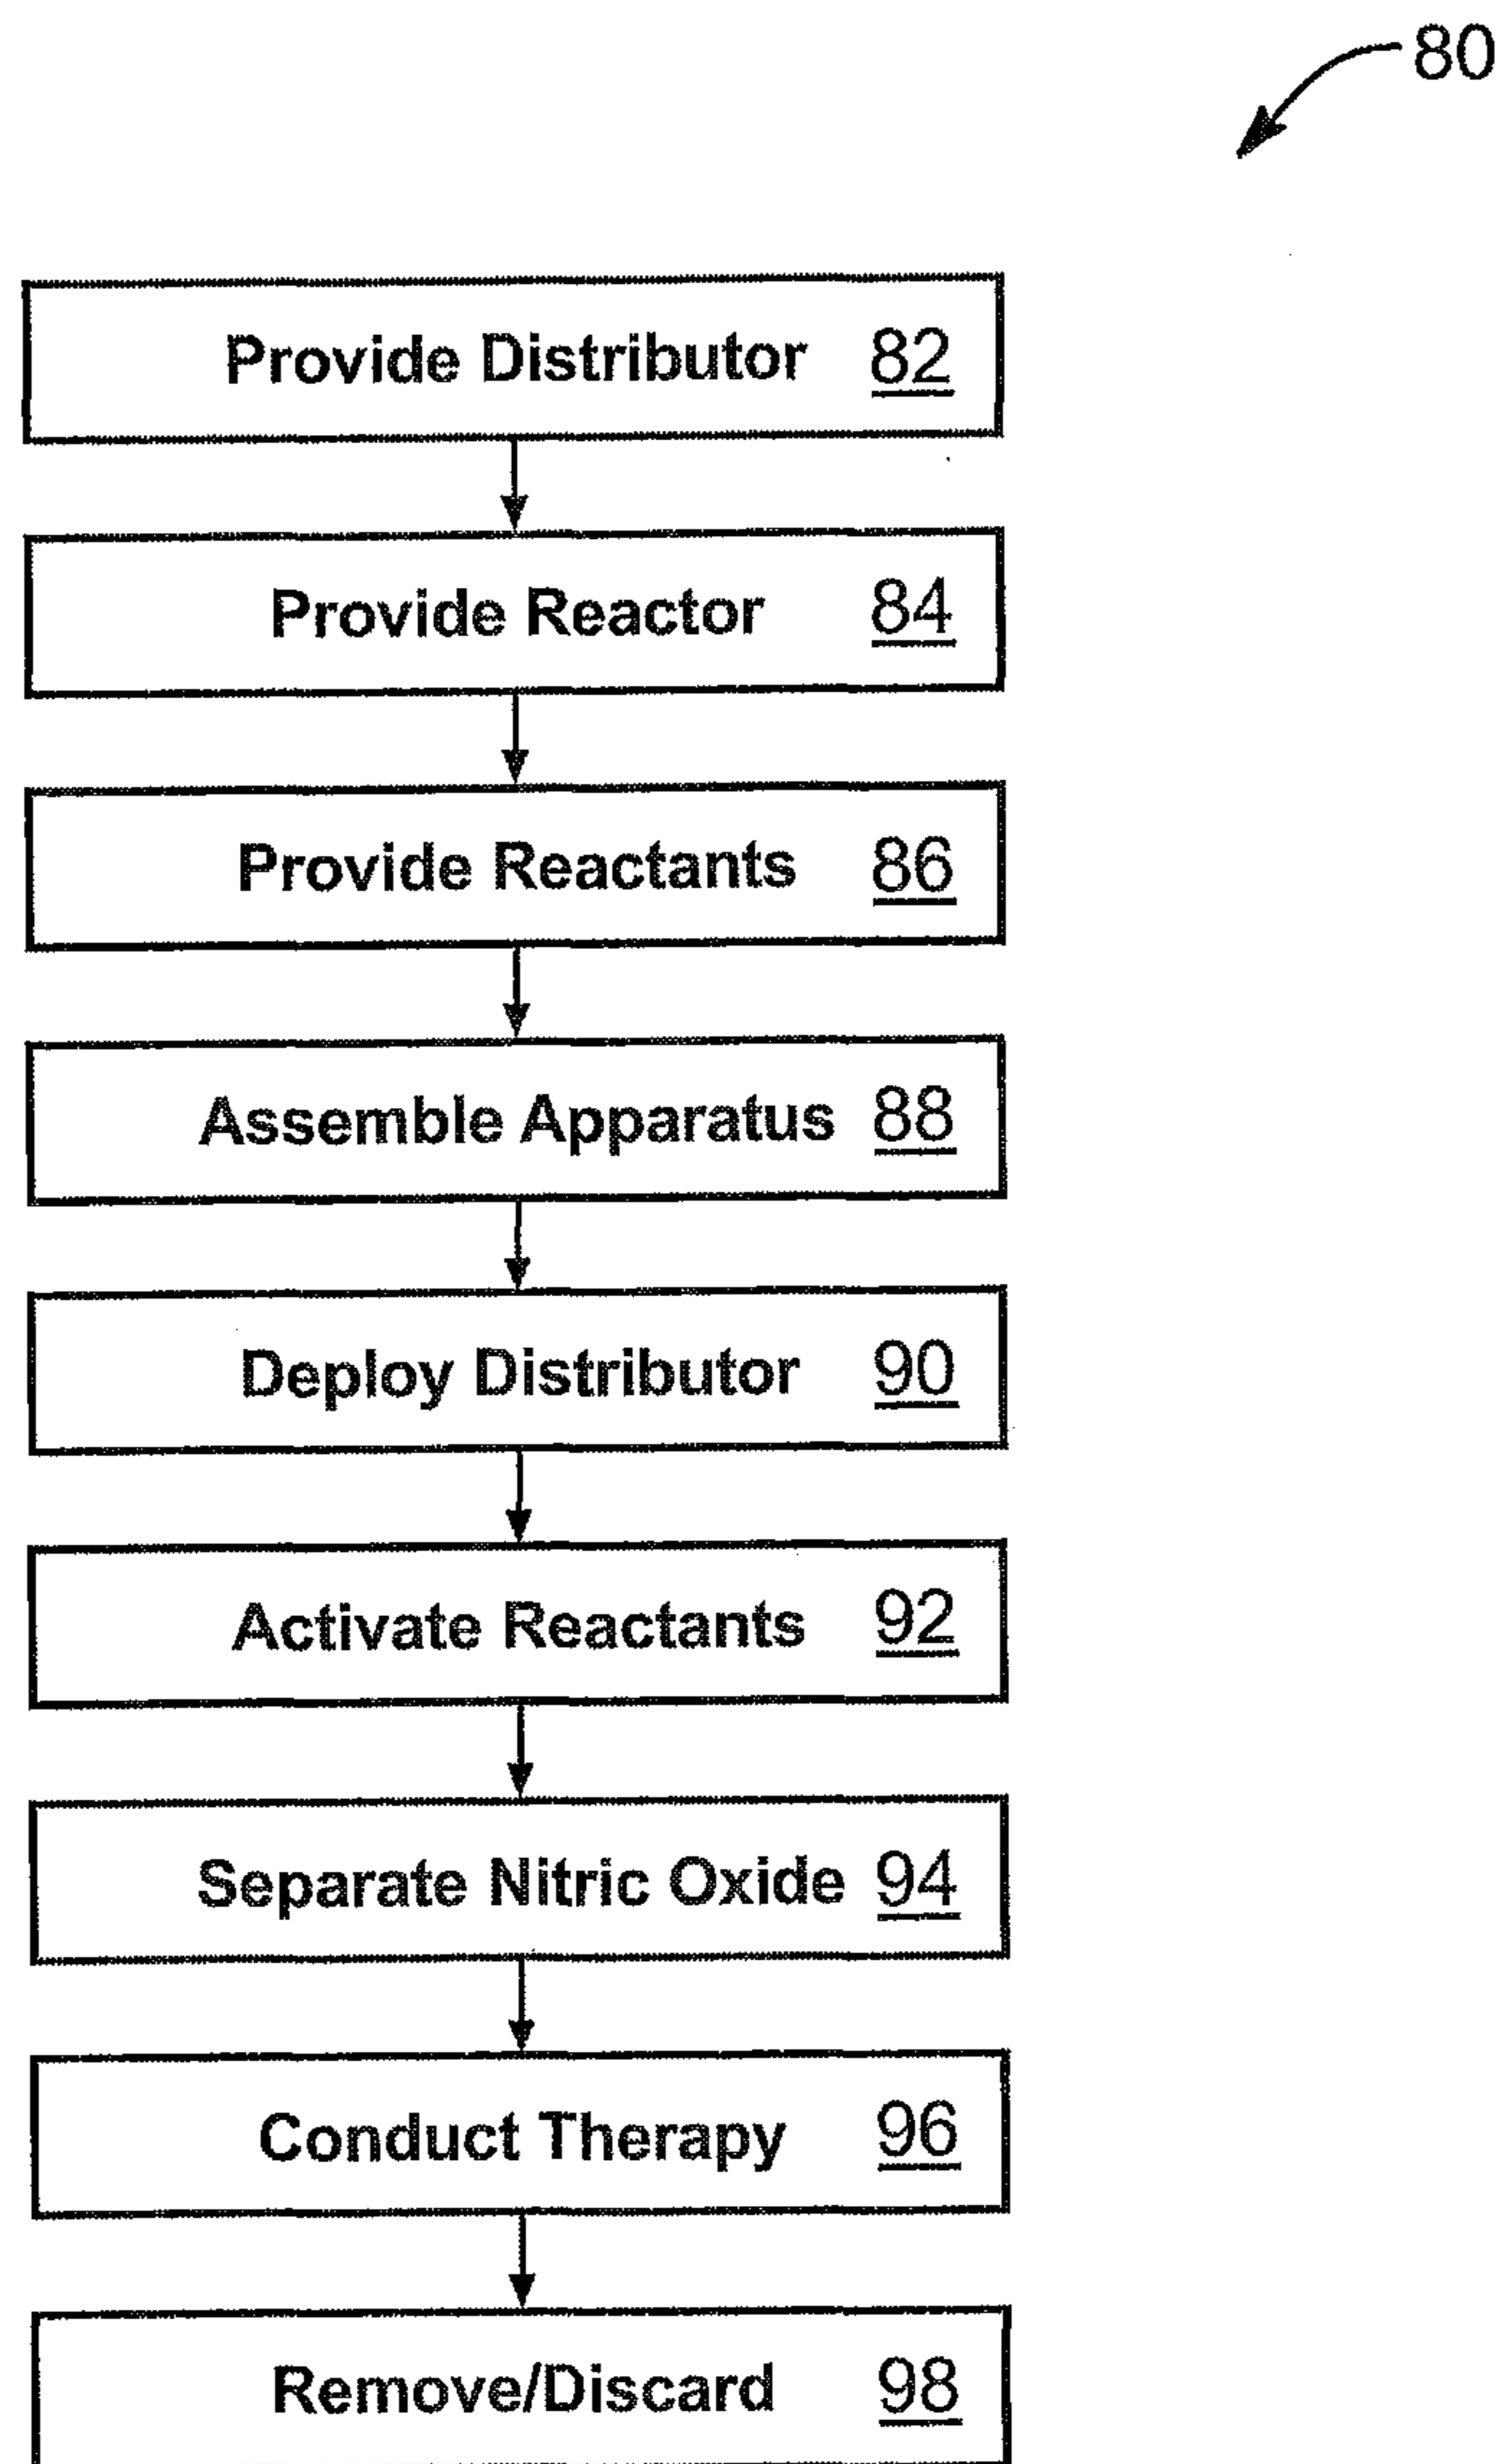 80
Provide Distributor 82
Provide Reactor 84
Provide Reactants 86
Assemble Apparatus 88
Deploy Distributor 90
Activate Reactants 92
Separate Nitric Oxide 94
Conduct Therapy 96
Remove/Discard 98